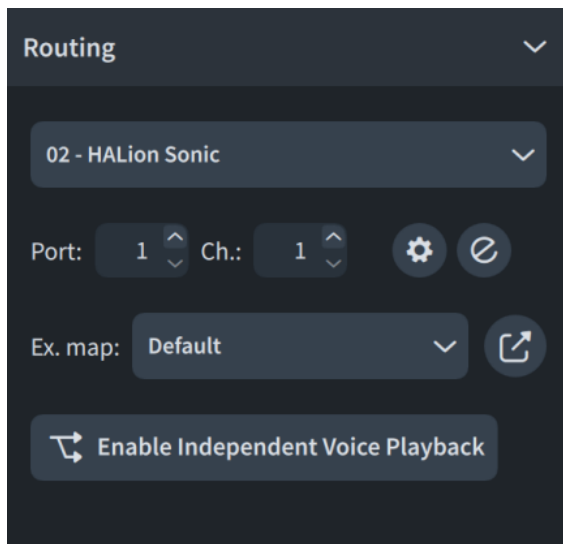 Routing
02 - HALion Sonic
Port: 1 Ch.: 1
Ex. map: Default
Enable Independent Voice Playback